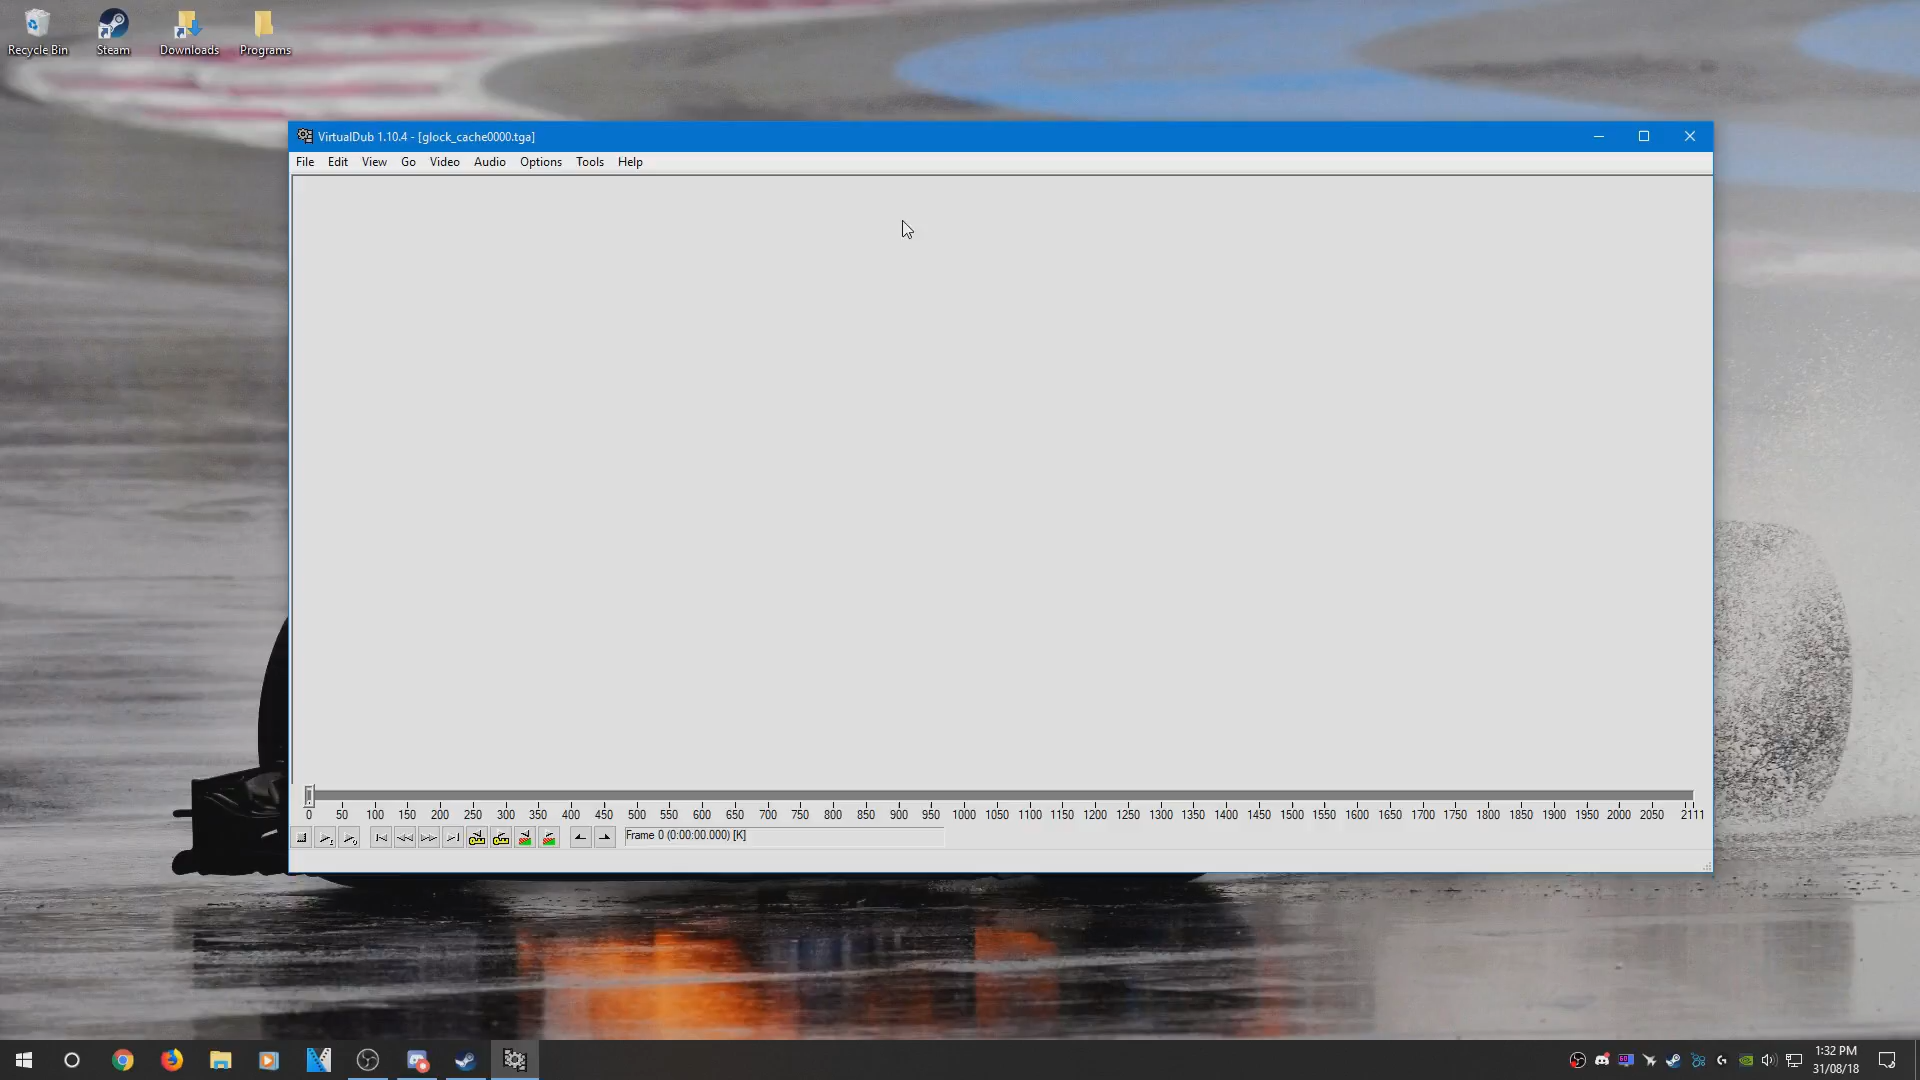 Recycle Bin
Steam
Downloads
Programs
VirtualDub 1.10.4 - [glock_cache0000.tga]
File Edit View Go Video Audio Options Tools Help
0 50 100 150 200 250 300 350 400 450 500 550 600 650 700 750 800 850 900 950 1000 1050 1100 1150 1200 1250 1300 1350 1400 1450 1500 1550 1600 1650 1700 1750 1800 1850 1900 1950 2000 2050 2111
Frame 0 (0:00:00.000) [K]
1:32 PM
31/08/18